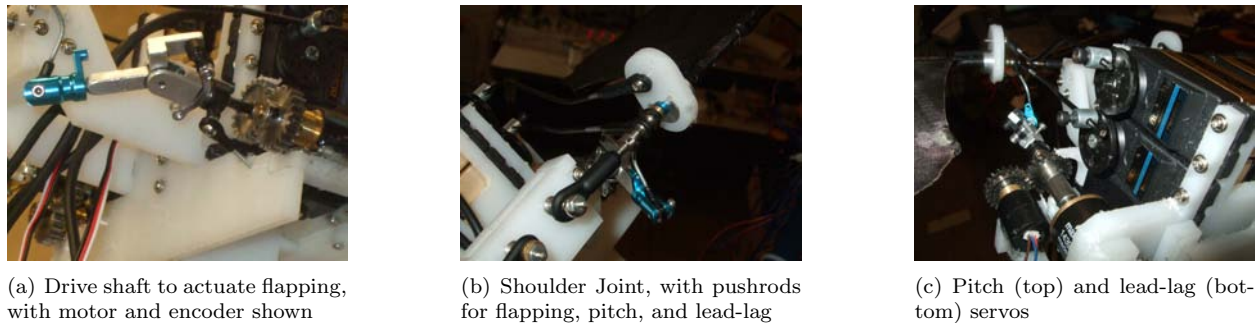 (a) Drive shaft to actuate flapping,
with motor and encoder shown
(b) Shoulder Joint, with pushrods
for flapping, pitch, and lead-lag
(c) Pitch (top) and lead-lag (bot-
tom) servos